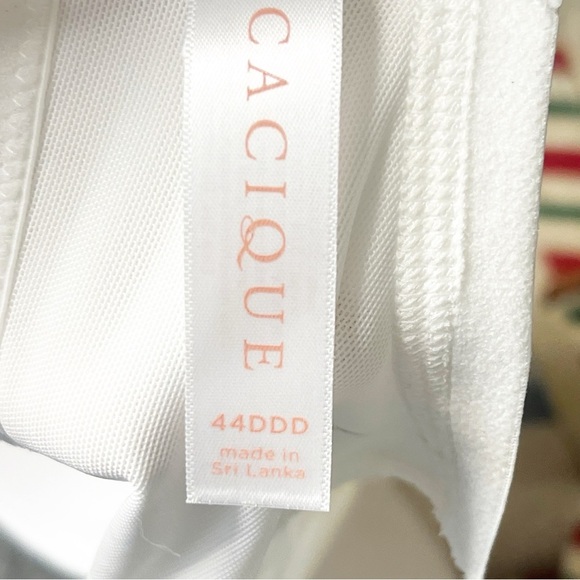 CACIQUE
44DDD
made in
Sri Lanka